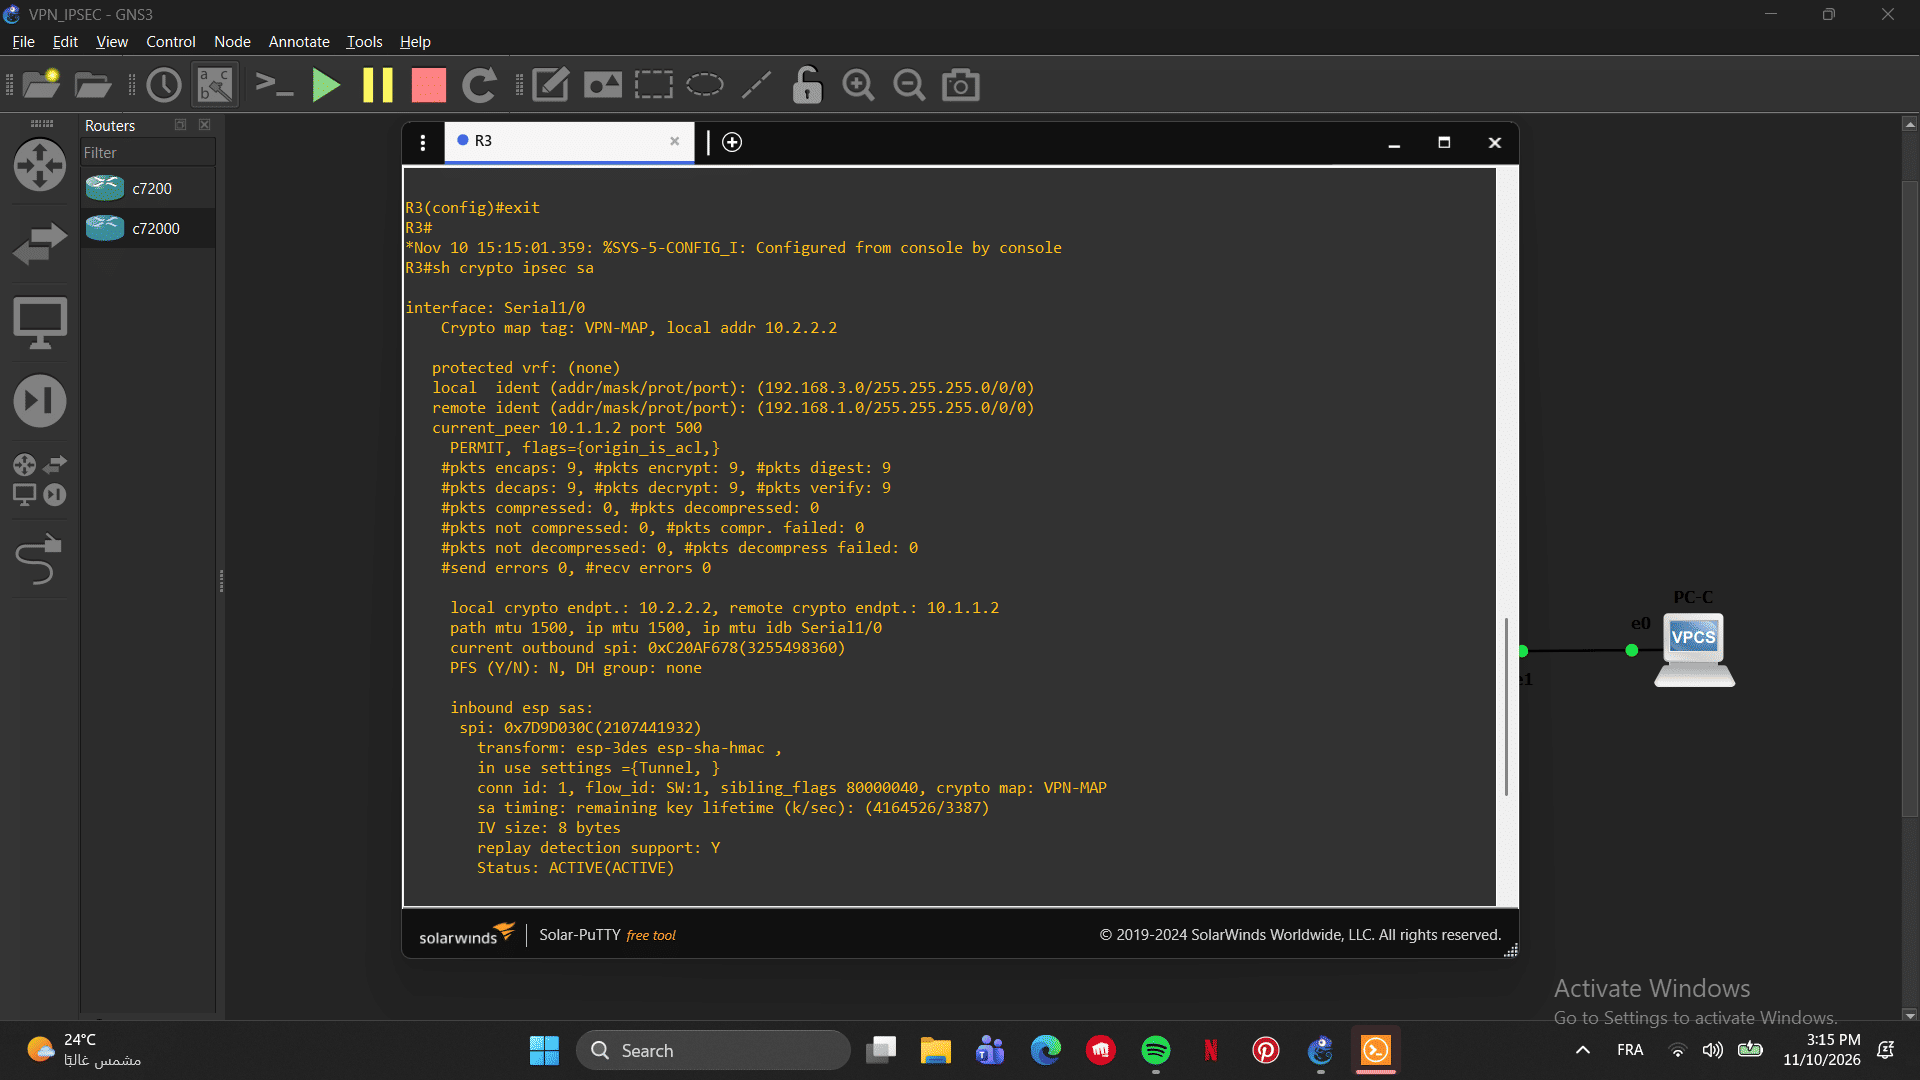 VPN_IPSEC - GNS3
File Edit View Control Node Annotate Tools Help
Routers
Filter
c7200
c72000
R3
R3(config)#exit
R3#
*Nov 10 15:15:01.359: %SYS-5-CONFIG_I: Configured from console by console
R3#sh crypto ipsec sa
interface: Serial1/0
Crypto map tag: VPN-MAP, local addr 10.2.2.2
protected vrf: (none)
local  ident (addr/mask/prot/port): (192.168.3.0/255.255.255.0/0/0)
remote ident (addr/mask/prot/port): (192.168.1.0/255.255.255.0/0/0)
current_peer 10.1.1.2 port 500
PERMIT, flags={origin_is_acl,}
#pkts encaps: 9, #pkts encrypt: 9, #pkts digest: 9
#pkts decaps: 9, #pkts decrypt: 9, #pkts verify: 9
#pkts compressed: 0, #pkts decompressed: 0
#pkts not compressed: 0, #pkts compr. failed: 0
#pkts not decompressed: 0, #pkts decompress failed: 0
#send errors 0, #recv errors 0
local crypto endpt.: 10.2.2.2, remote crypto endpt.: 10.1.1.2
path mtu 1500, ip mtu 1500, ip mtu idb Serial1/0
current outbound spi: 0xC20AF678(3255498360)
PFS (Y/N): N, DH group: none
inbound esp sas:
spi: 0x7D9D030C(2107441932)
transform: esp-3des esp-sha-hmac ,
in use settings ={Tunnel, }
conn id: 1, flow_id: SW:1, sibling_flags 80000040, crypto map: VPN-MAP
sa timing: remaining key lifetime (k/sec): (4164526/3387)
IV size: 8 bytes
replay detection support: Y
Status: ACTIVE(ACTIVE)
solarwinds Solar-PuTTY free tool
© 2019-2024 SolarWinds Worldwide, LLC. All rights reserved.
PC-C
e0
VPCS
e1
Activate Windows
Go to Settings to activate Windows.
24°C
مشمس غالبًا
Search
FRA
3:15 PM
11/10/2026